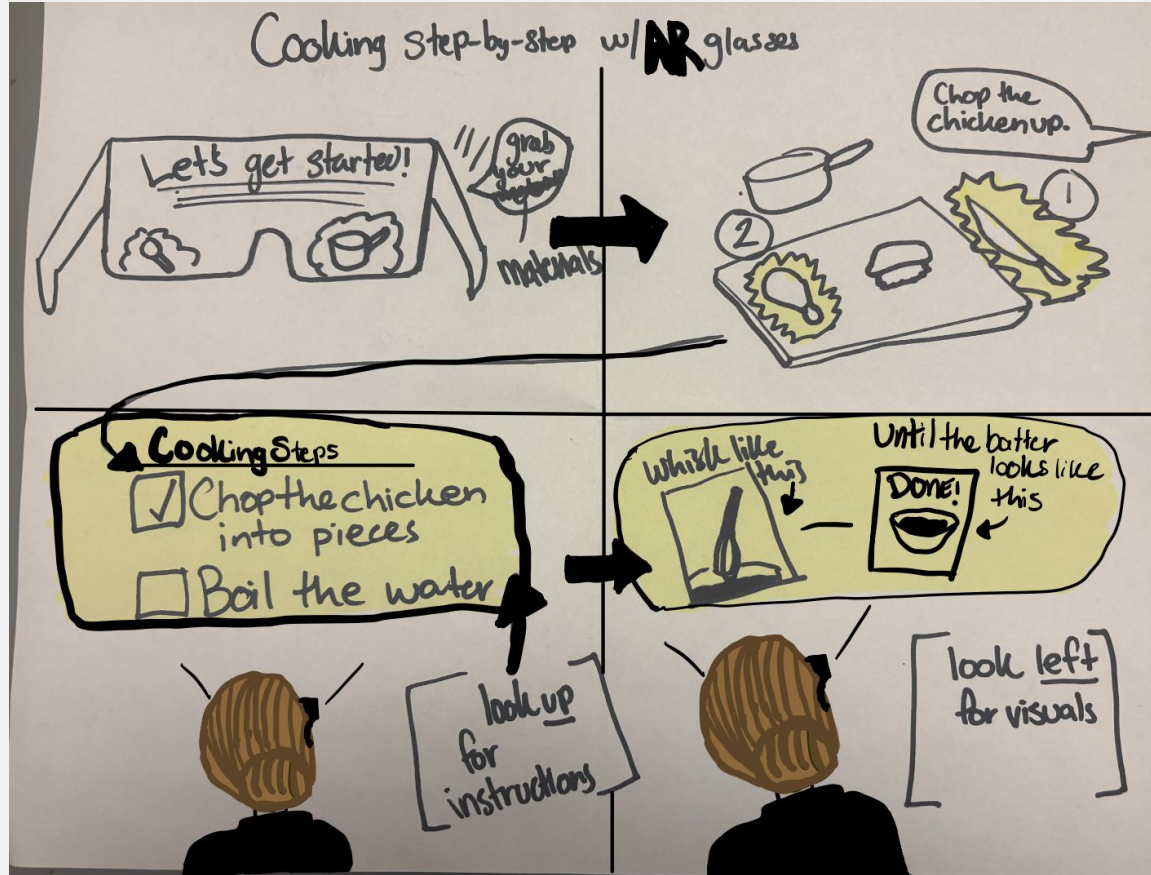 Cooking step-by-step w/ AR glasses
Let's get started!
grab
your
materials
Chop the
chicken up.
1
2
Cooking Steps
Chop the chicken
into pieces
Boil the water
look up
for
instructions
Whisk like
this
Until the batter
looks like
this
DONE!
look left
for visuals